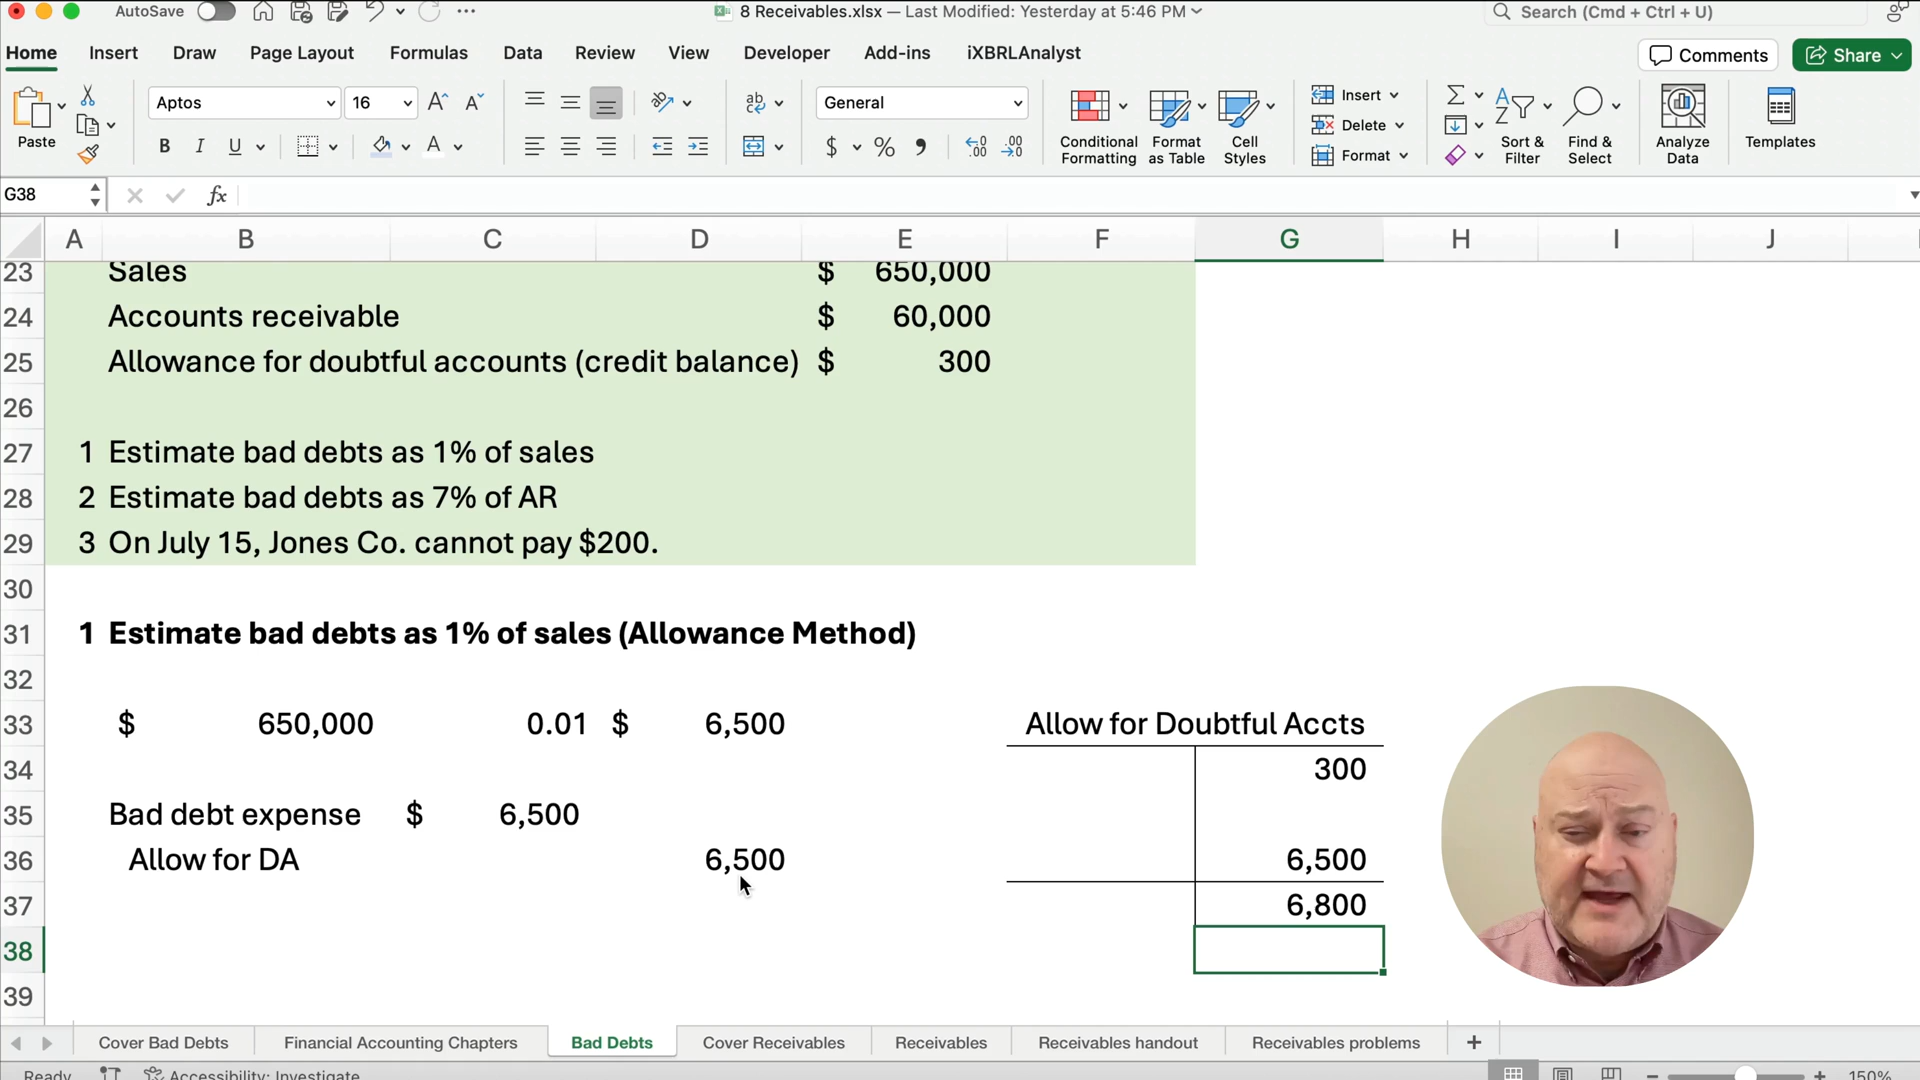 AutoSave
8 Receivables.xlsx — Last Modified: Yesterday at 5:46 PM
Search (Cmd + Ctrl + U)
Home Insert Draw Page Layout Formulas Data Review View Developer Add-ins iXBRLAnalyst
Comments Share
Paste
Aptos 16
B I U
General
$ % 9
Conditional Formatting
Format as Table
Cell Styles
Insert
Delete
Format
Sort & Filter
Find & Select
Analyze Data
Templates
G38 fx
A B C D E F G H I J
23 Sales $ 650,000
24 Accounts receivable $ 60,000
25 Allowance for doubtful accounts (credit balance) $ 300
26
27 1 Estimate bad debts as 1% of sales
28 2 Estimate bad debts as 7% of AR
29 3 On July 15, Jones Co. cannot pay $200.
30
31 1 Estimate bad debts as 1% of sales (Allowance Method)
32
33 $ 650,000 0.01 $ 6,500 Allow for Doubtful Accts
34 300
35 Bad debt expense $ 6,500
36 Allow for DA 6,500 6,500
37 6,800
38
39
Cover Bad Debts Financial Accounting Chapters Bad Debts Cover Receivables Receivables Receivables handout Receivables problems +
Ready Accessibility: Investigate 150%